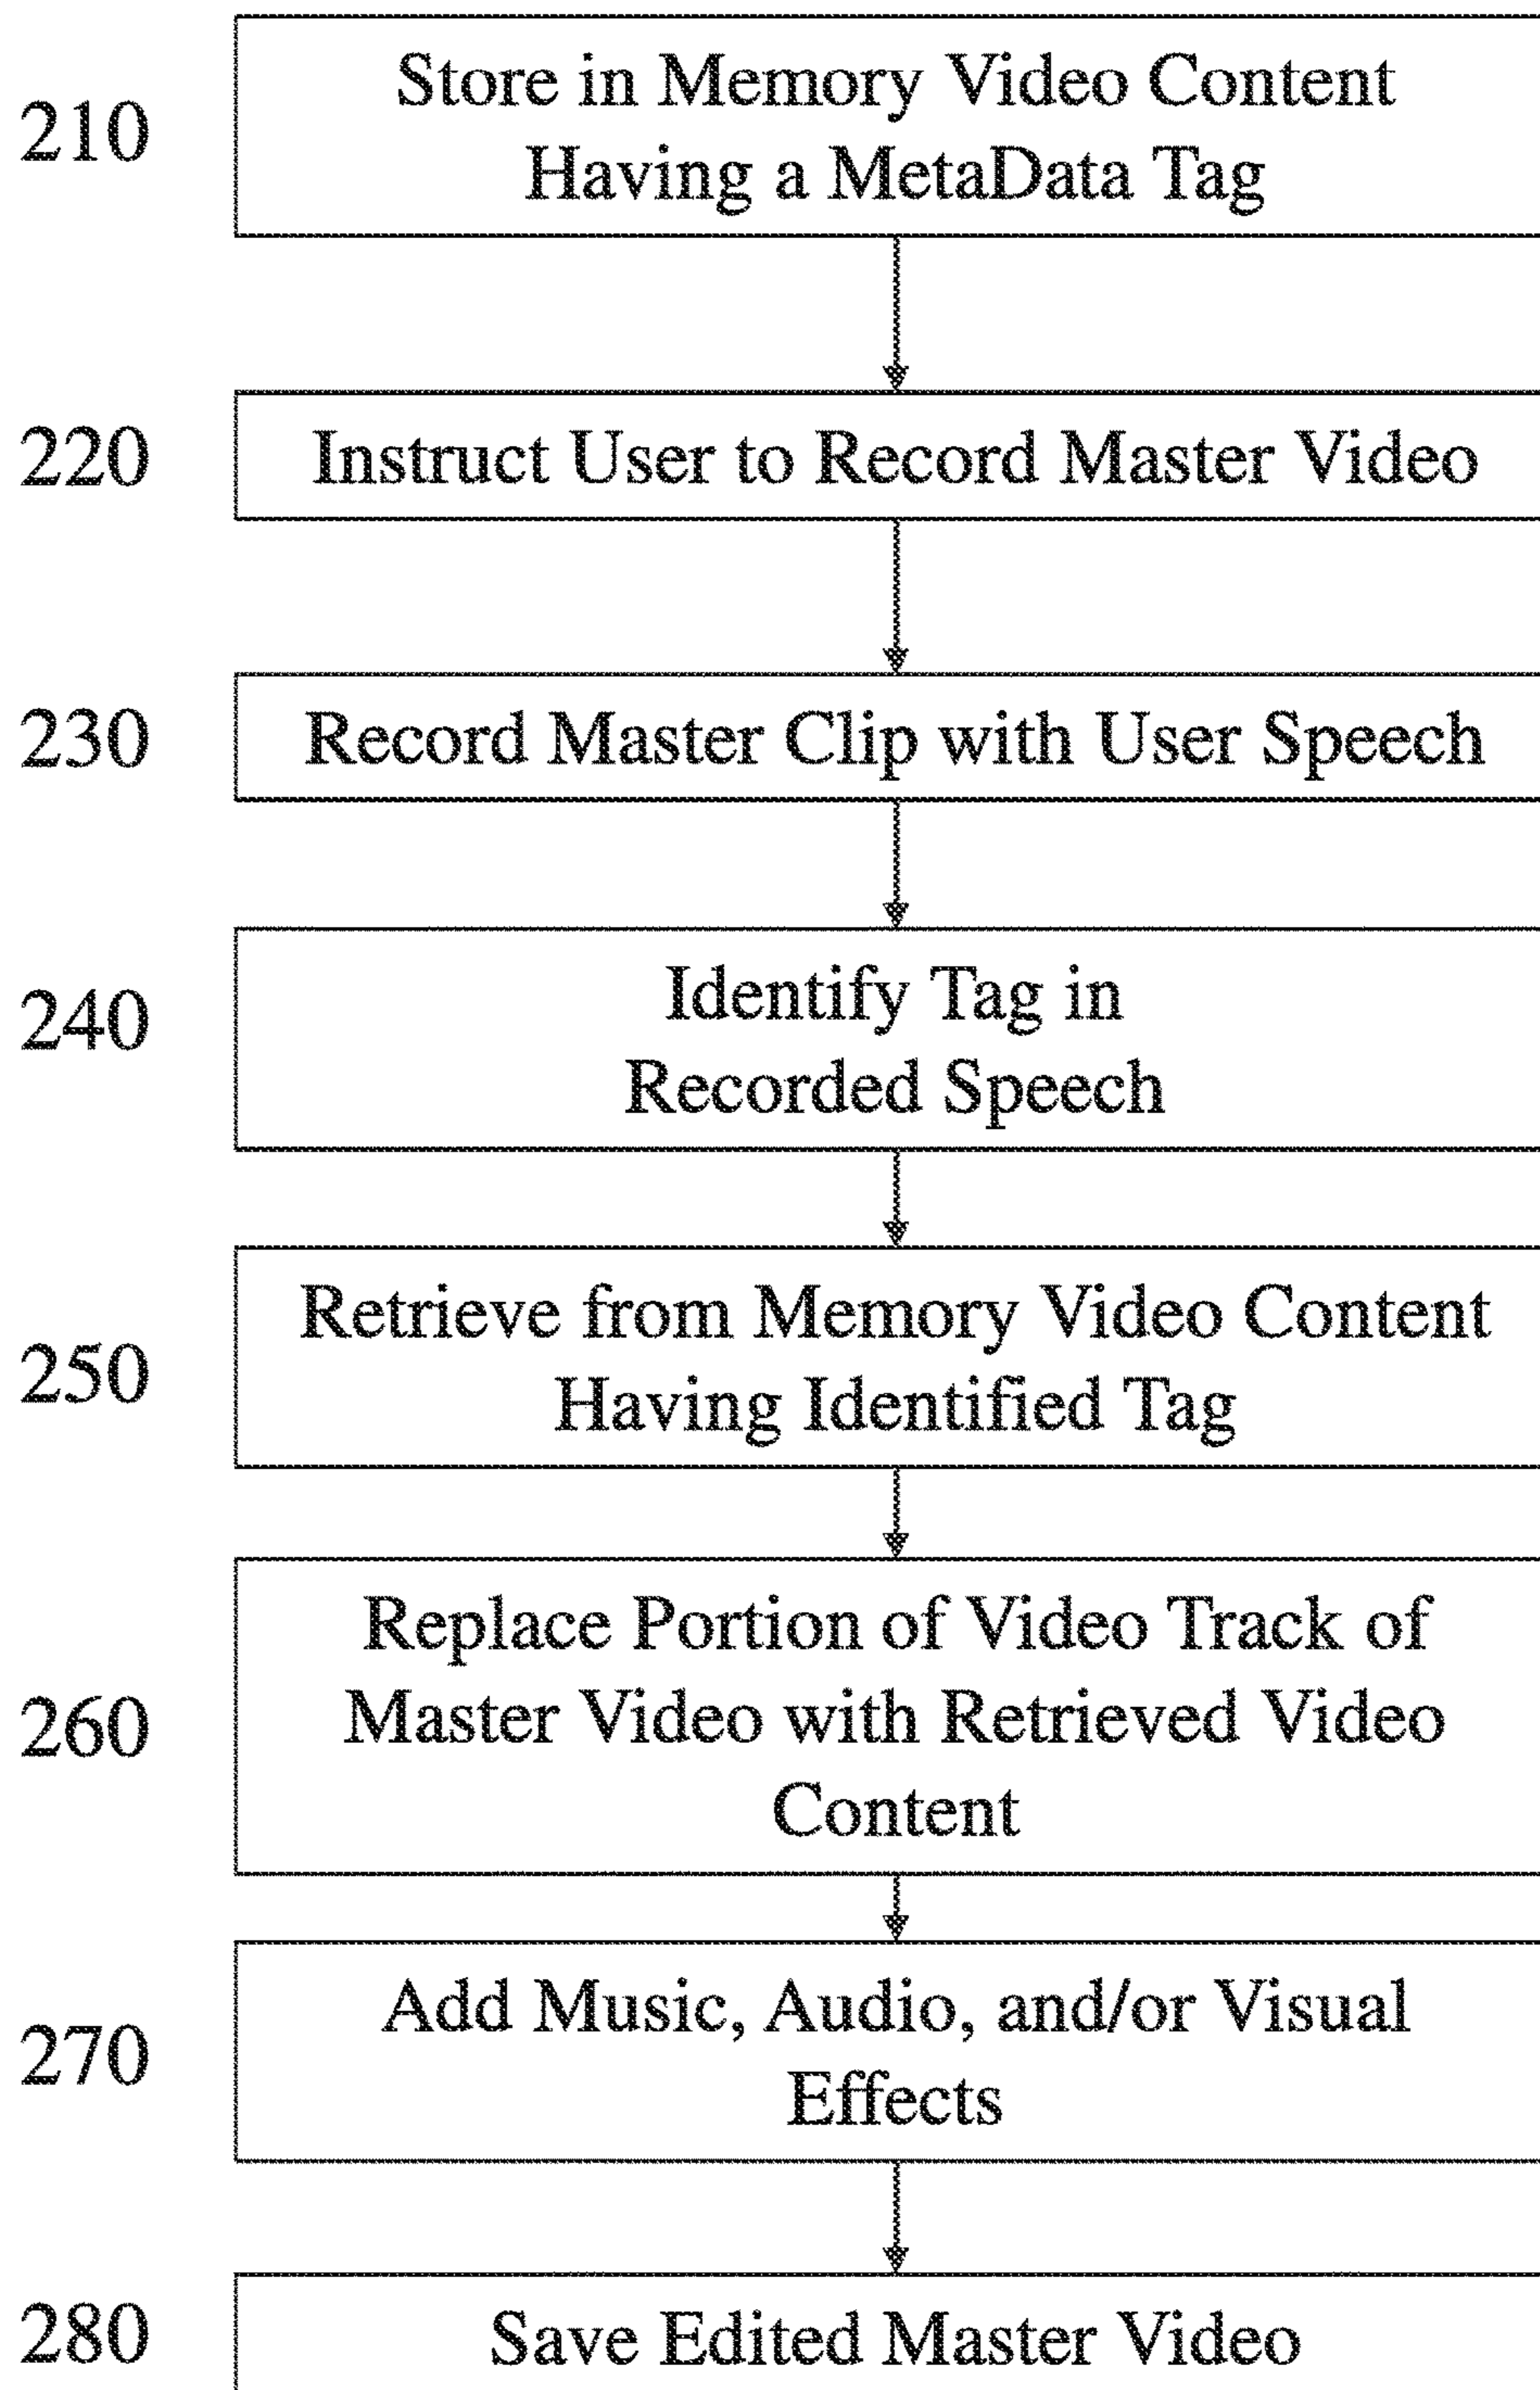 210
Store in Memory Video Content
Having a MetaData Tag
220
Instruct User to Record Master Video
230
Record Master Clip with User Speech
240
Identify Tag in
Recorded Speech
250
Retrieve from Memory Video Content
Having Identified Tag
260
Replace Portion of Video Track of
Master Video with Retrieved Video
Content
270
Add Music, Audio, and/or Visual
Effects
280
Save Edited Master Video